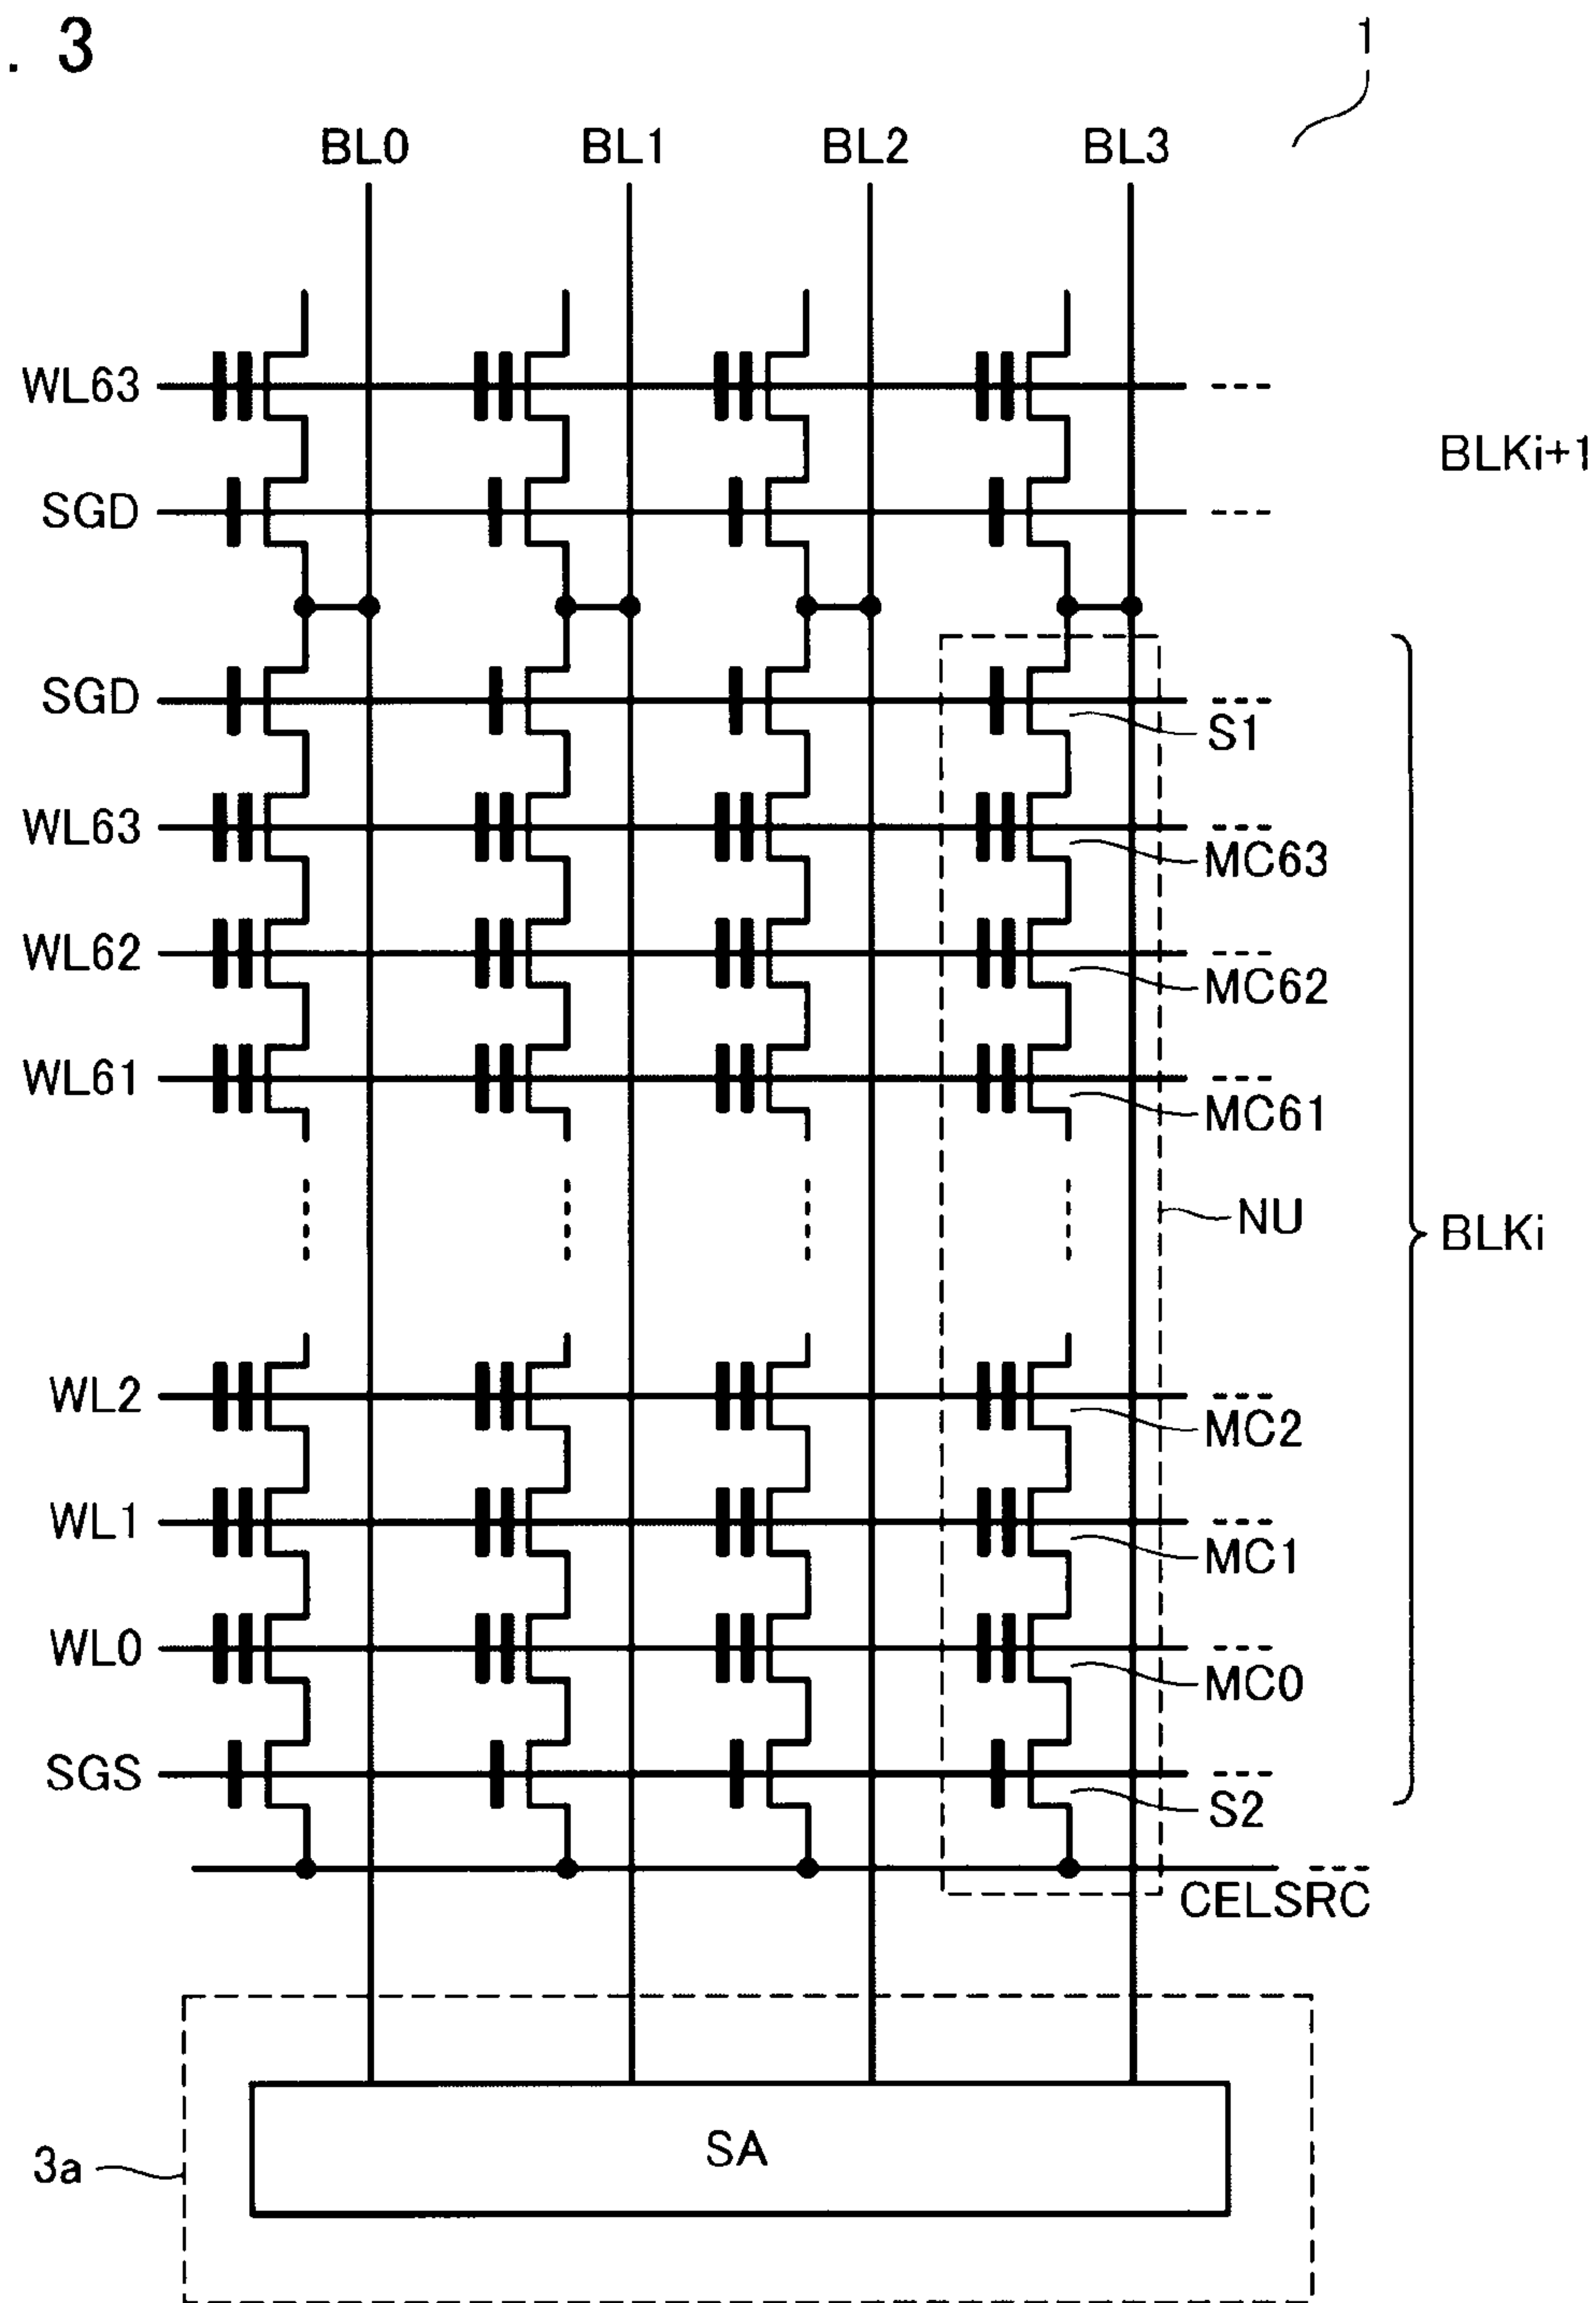 . 3
1
BL0 BL1 BL2 BL3
WL63
BLKi+1
SGD
SGD
S1
WL63
MC63
WL62
MC62
WL61
MC61
NU
BLKi
WL2
MC2
WL1
MC1
WL0
MC0
SGS
S2
CELSRC
SA
3a